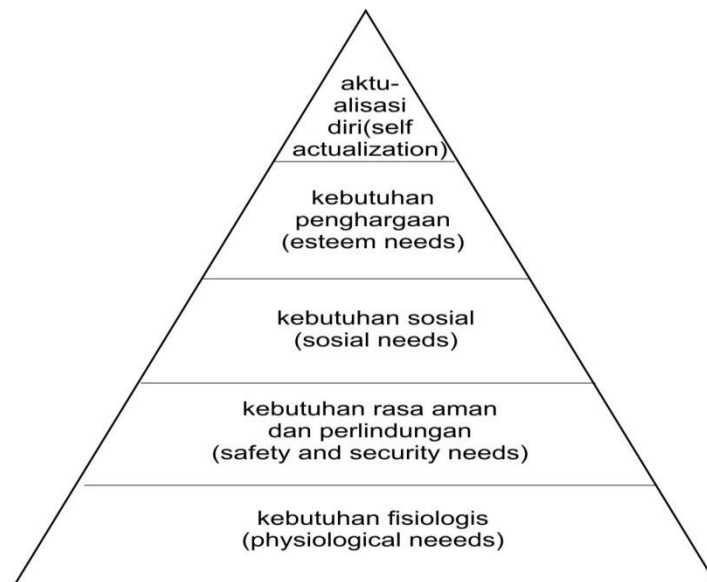 aktu-
alisasi
diri(self
actualization)
kebutuhan
penghargaan
(esteem needs)
kebutuhan sosial
(sosial needs)
kebutuhan rasa aman
dan perlindungan
(safety and security needs)
kebutuhan fisiologis
(physiological neeeds)